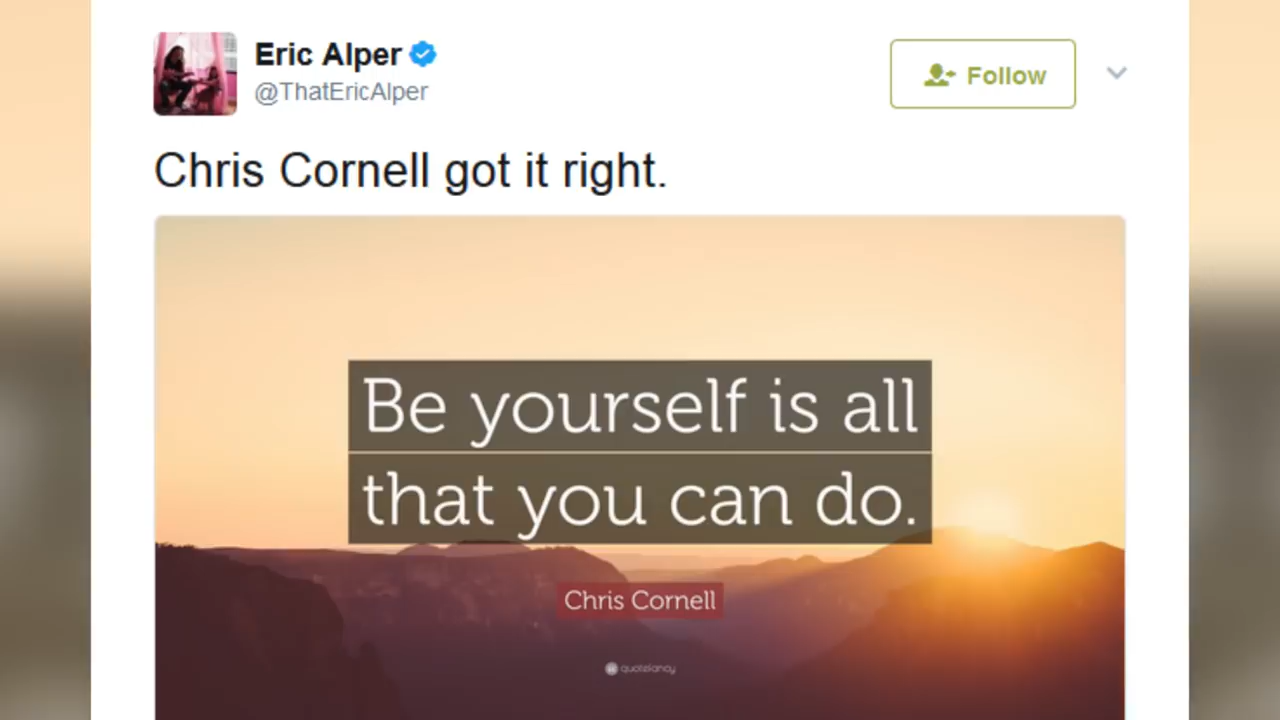 Eric Alper
@ThatEricAlper
Follow
Chris Cornell got it right.
Be yourself is all
that you can do.
Chris Cornell
quotefancy